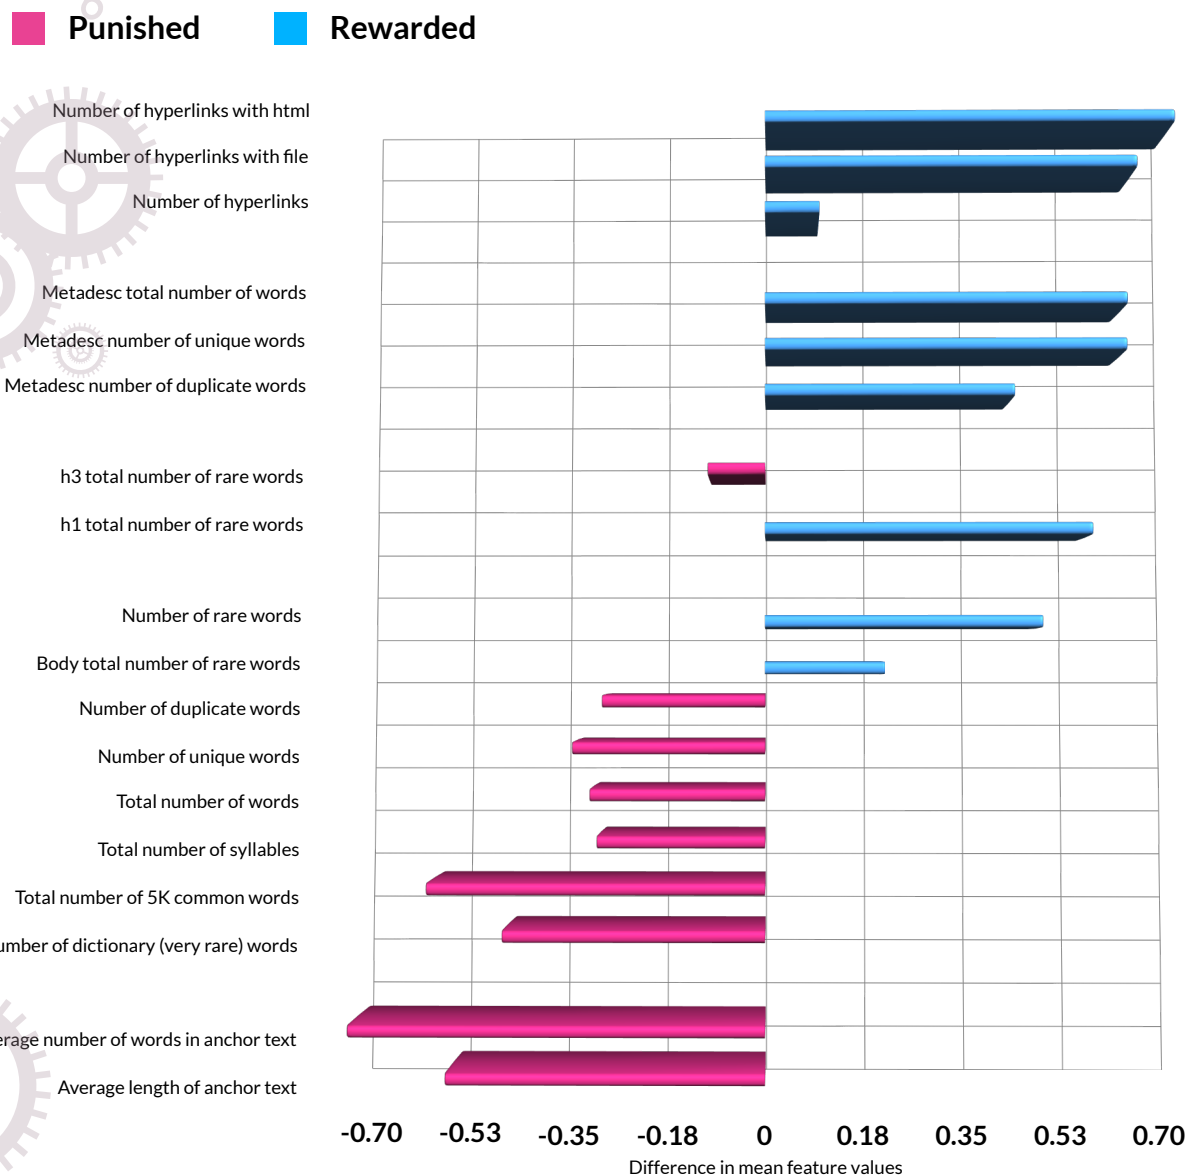 Punished Rewarded
Number of hyperlinks with html
Number of hyperlinks with file
Number of hyperlinks
Metadesc total number of words
Metadesc number of unique words
Metadesc number of duplicate words
h3 total number of rare words
h1 total number of rare words
Number of rare words
Body total number of rare words
Number of duplicate words
Number of unique words
Total number of words
Total number of syllables
Total number of 5K common words
of dictionary (very rare) words
number of words in anchor text
Average length of anchor text
-0.70 -0.53 -0.35 -0.18 0 0.18 0.35 0.53 0.70
Difference in mean feature values